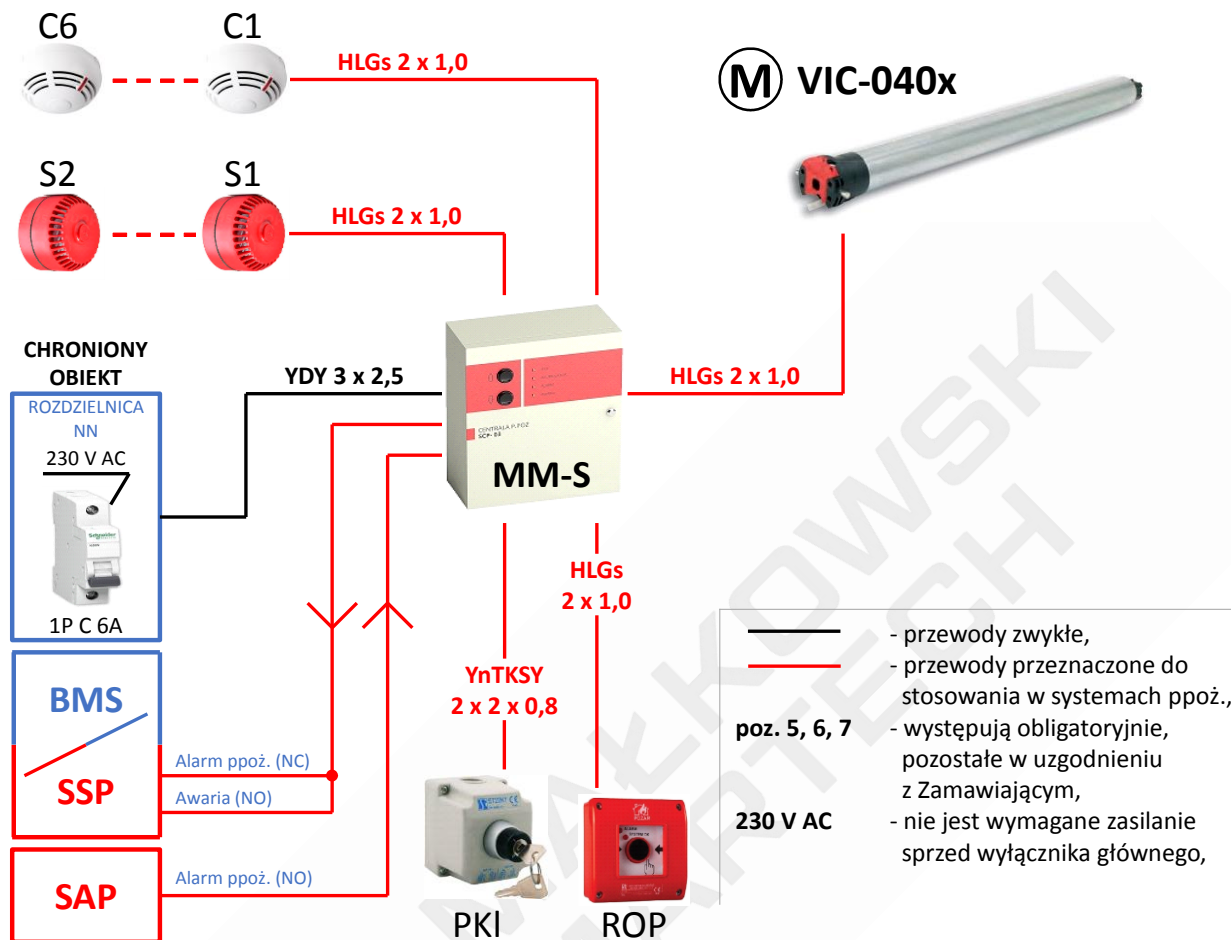 C6
C1
HLGs 2 x 1,0
M VIC-040x
S2
S1
HLGs 2 x 1,0
CHRONIONY
OBIEKT
ROZDZIELNICA
NN
230 V AC
1P C 6A
YDY 3 x 2,5
HLGs 2 x 1,0
CENTRALA P.POŻ
MM-S
BMS
SSP
Alarm ppoż. (NC)
Awaria (NO)
SAP
Alarm ppoż. (NO)
HLGs
2 x 1,0
YnTKSY
2 x 2 x 0,8
PKl
ROP
- przewody zwykłe,
- przewody przeznaczone do
stosowania w systemach ppoż.,
poz. 5, 6, 7 - występują obligatoryjnie,
pozostałe w uzgodnieniu
z Zamawiającym,
230 V AC - nie jest wymagane zasilanie
sprzed wyłącznika głównego,
MAŁKOWSKI